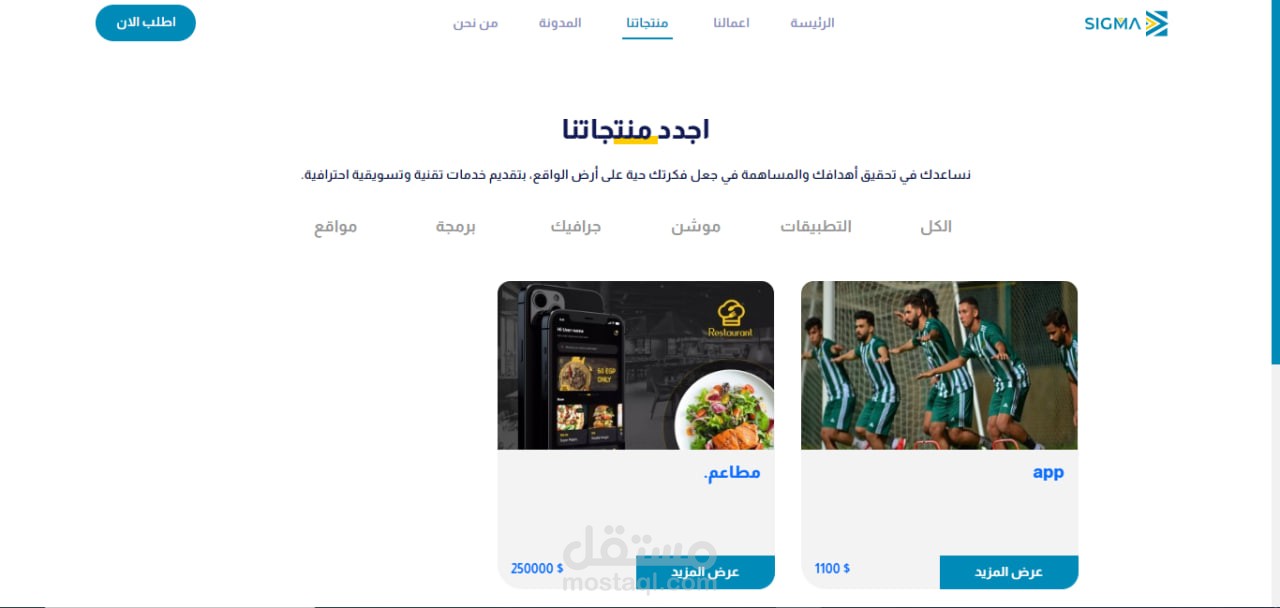 SIGMA
الرئيسة
اعمالنا
منتجاتنا
المدونة
من نحن
اطلب الان
اجدد منتجاتنا
نساعدك في تحقيق أهدافك والمساهمة في جعل فكرتك حية على أرض الواقع، بتقديم خدمات تقنية وتسويقية احترافية.
الكل
التطبيقات
موشن
جرافيك
برمجة
مواقع
Restaurant
60 EGP
ONLY
app
عرض المزيد
1100 $
مطاعم.
عرض المزيد
250000 $
مستقل
mostaql.com